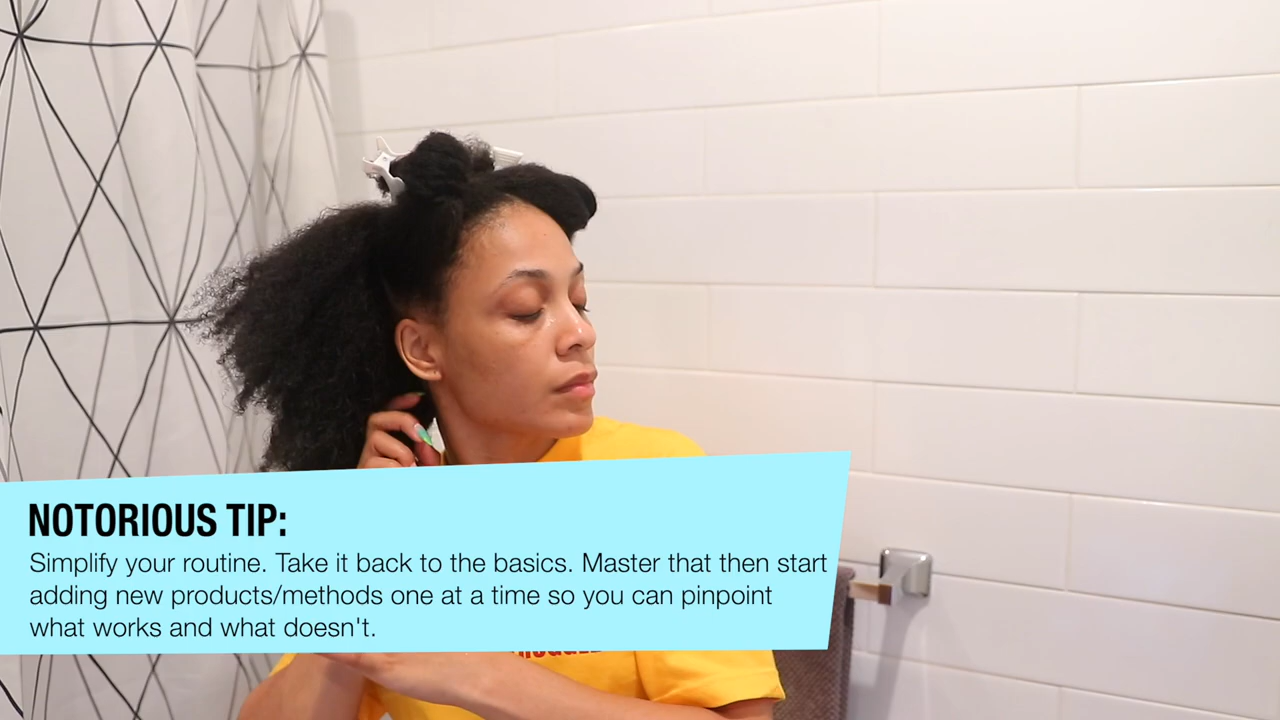 NOTORIOUS TIP:
Simplify your routine. Take it back to the basics. Master that then start
adding new products/methods one at a time so you can pinpoint
what works and what doesn't.